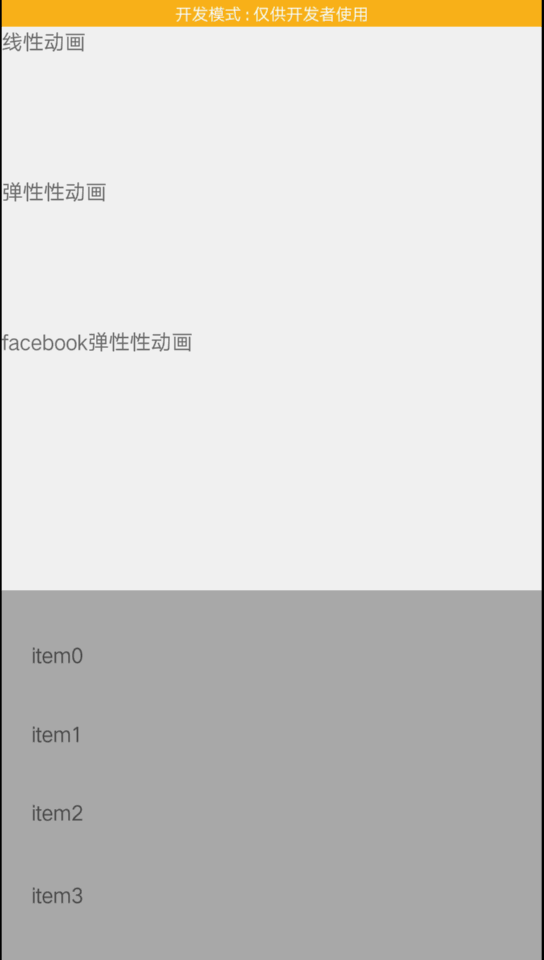 开发模式 : 仅供开发者使用
线性动画
弹性性动画
facebook弹性性动画
item0
item1
item2
item3